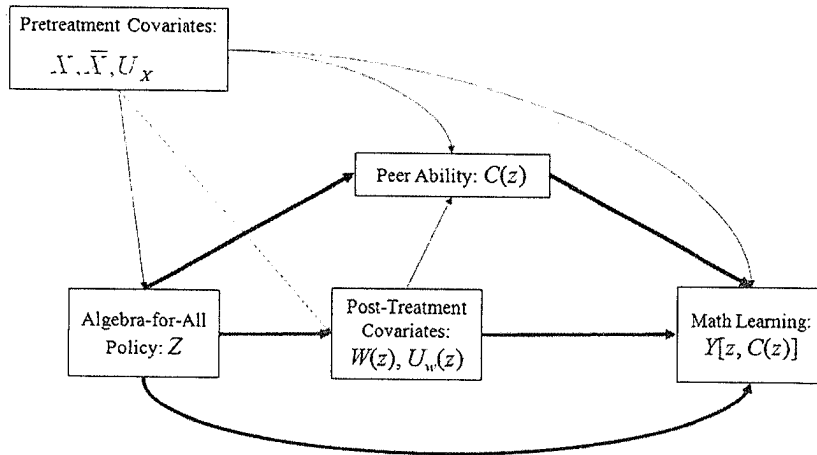 Pretreatment Covariates:
X, X̅, U_X
Peer Ability: C(z)
Algebra-for-All
Policy: Z
Post-Treatment
Covariates:
W(z), U_w(z)
Math Learning:
Y[z, C(z)]